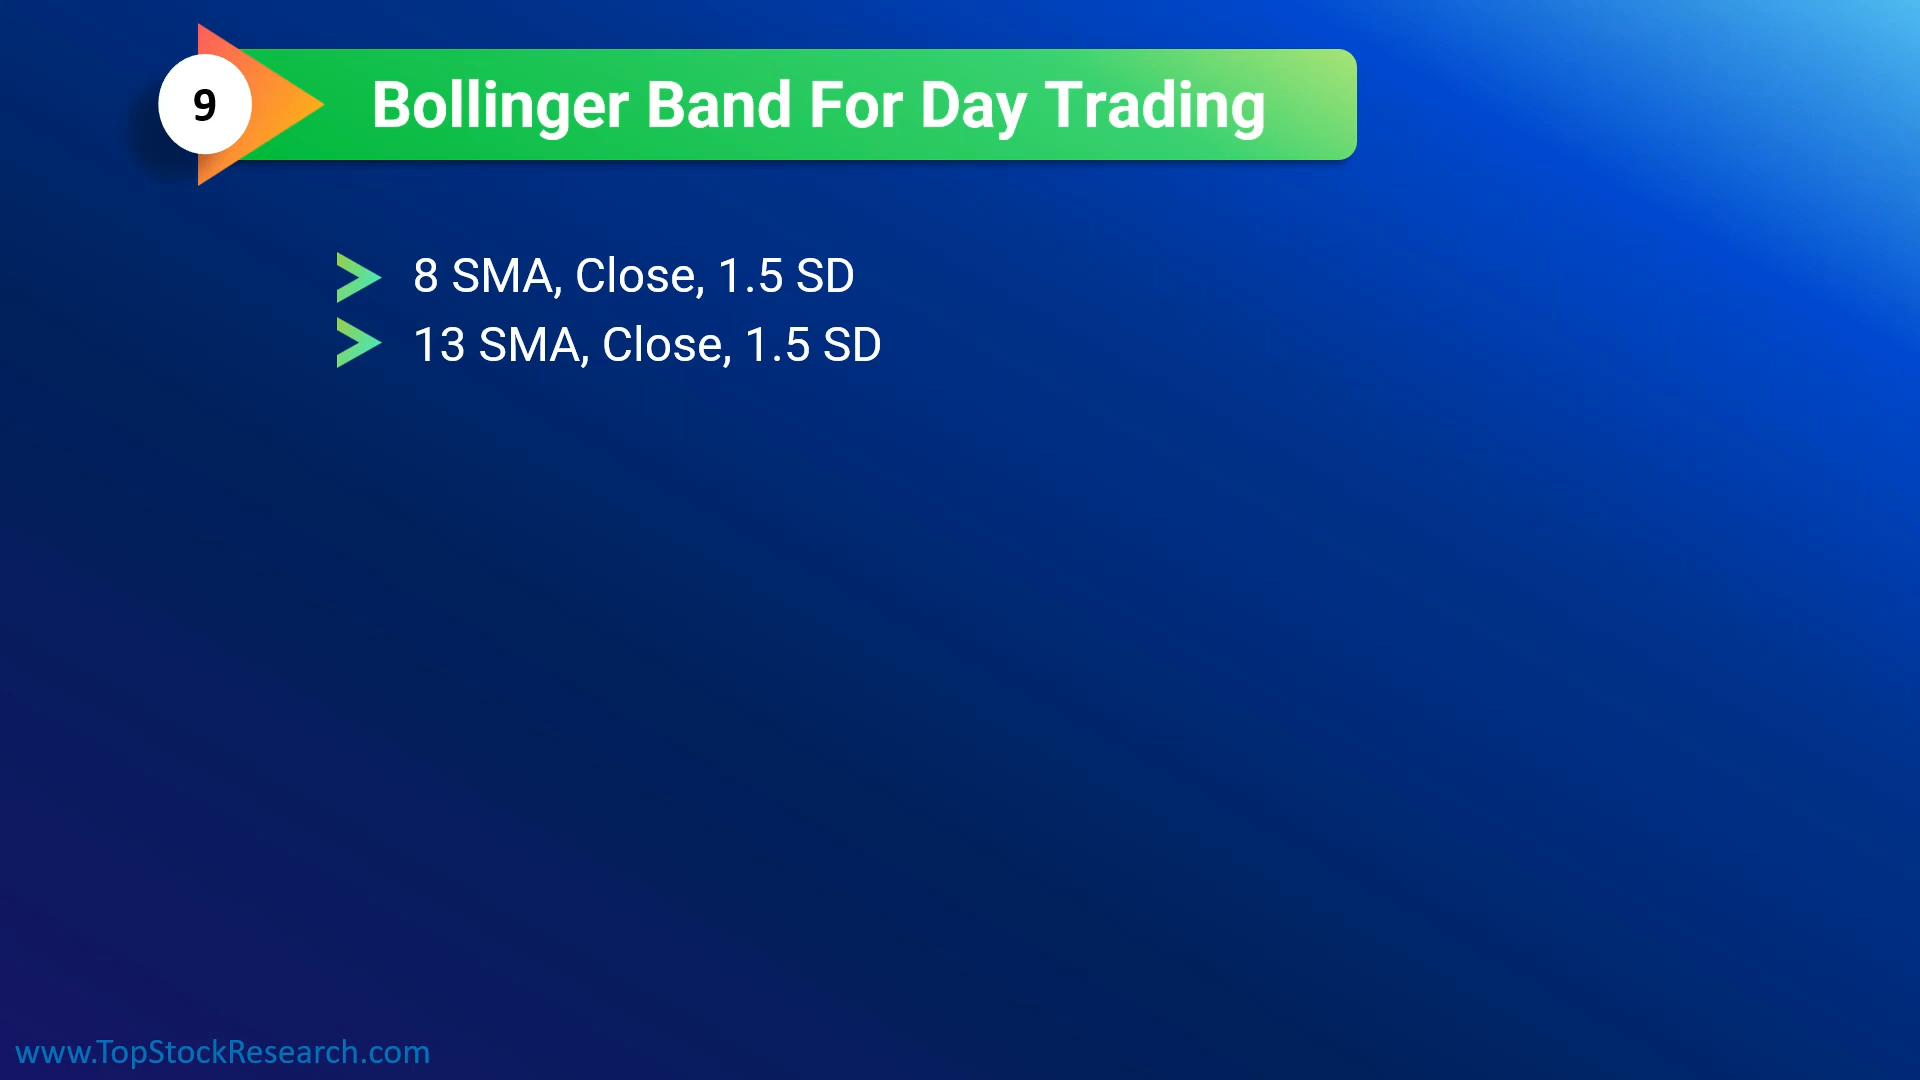 9
Bollinger Band For Day Trading
8 SMA, Close, 1.5 SD
13 SMA, Close, 1.5 SD
www.TopStockResearch.com